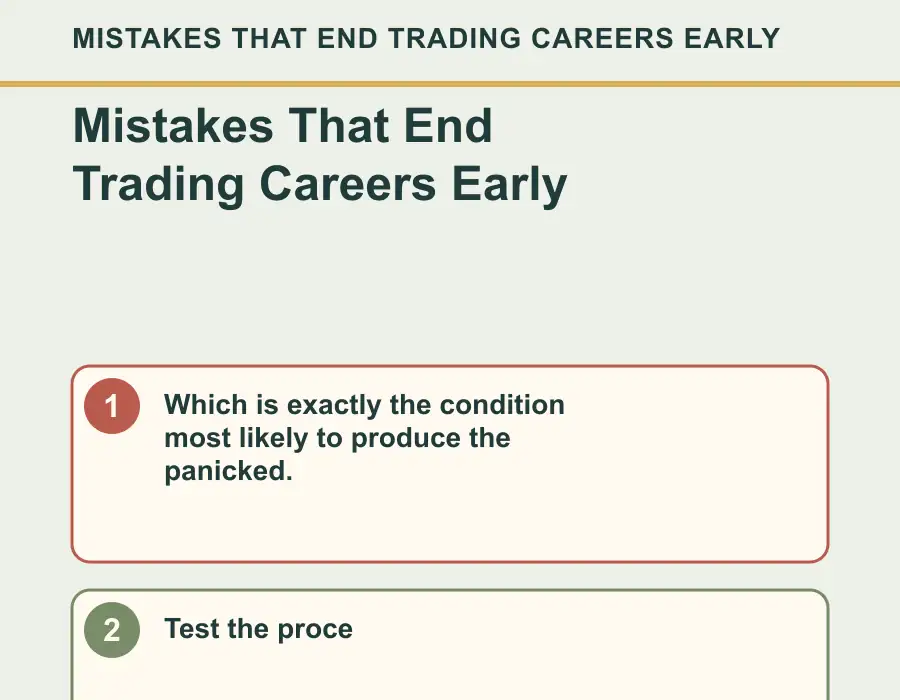 MISTAKES THAT END TRADING CAREERS EARLY
Mistakes That End
Trading Careers Early
1
Which is exactly the condition
most likely to produce the
panicked.
2
Test the proce